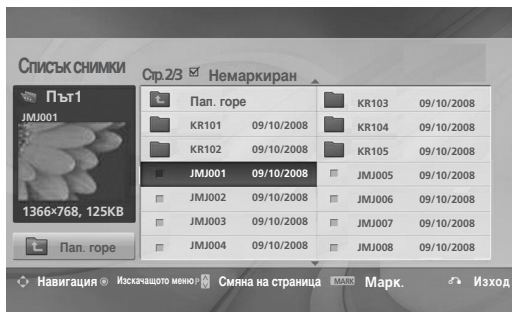 Списък снимки
Стр.2/3 Немаркиран
Път1
JMJ001
1366×768, 125KB
Пап. горе
Пап. горе
KR101 09/10/2008
KR102 09/10/2008
JMJ001 09/10/2008
JMJ002 09/10/2008
JMJ003 09/10/2008
JMJ004 09/10/2008
KR103 09/10/2008
KR104 09/10/2008
KR105 09/10/2008
JMJ005 09/10/2008
JMJ006 09/10/2008
JMJ007 09/10/2008
JMJ008 09/10/2008
Навигация Изскачащото меню P Смяна на страница MARK Марк. Изход